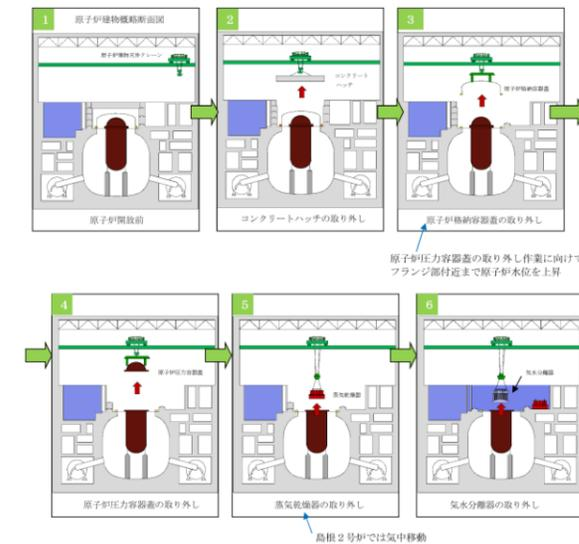 1 原子炉建物概略断面図
原子炉建物天井クレーン
原子炉開放前
2
コンクリート
ハッチ
コンクリートハッチの取り外し
3
原子炉格納容器蓋
原子炉格納容器蓋の取り外し
原子炉圧力容器蓋の取り外し作業に向けて
フランジ部付近まで原子炉水位を上昇
4
原子炉圧力容器蓋
原子炉圧力容器蓋の取り外し
5
蒸気乾燥器
蒸気乾燥器の取り外し
島根2号炉では気中移動
6
気水分離器
気水分離器の取り外し